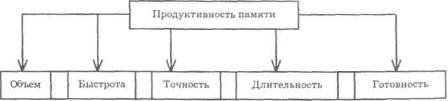 Продуктивность памяти
Объем
Быстрота
Точность
Длительность
Готовность